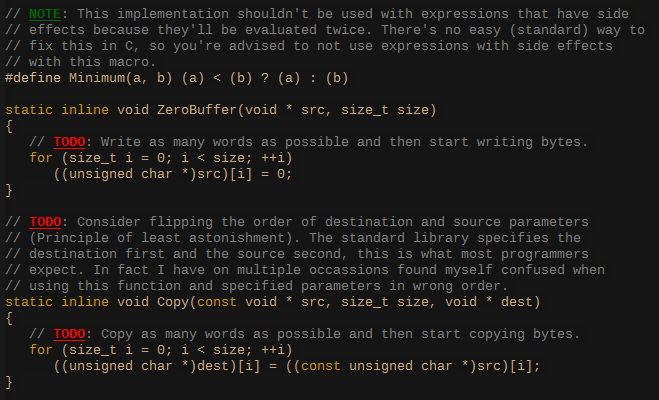 // NOTE: This implementation shouldn't be used with expressions that have side
// effects because they'll be evaluated twice. There's no easy (standard) way to
// fix this in C, so you're advised to not use expressions with side effects
// with this macro.
#define Minimum(a, b) (a) < (b) ? (a) : (b)

static inline void ZeroBuffer(void * src, size_t size)
{
   // TODO: Write as many words as possible and then start writing bytes.
   for (size_t i = 0; i < size; ++i)
      ((unsigned char *)src)[i] = 0;
}

// TODO: Consider flipping the order of destination and source parameters
// (Principle of least astonishment). The standard library specifies the
// destination first and the source second, this is what most programmers
// expect. In fact I have on multiple occassions found myself confused when
// using this function and specified parameters in wrong order.
static inline void Copy(const void * src, size_t size, void * dest)
{
   // TODO: Copy as many words as possible and then start copying bytes.
   for (size_t i = 0; i < size; ++i)
      ((unsigned char *)dest)[i] = ((const unsigned char *)src)[i];
}